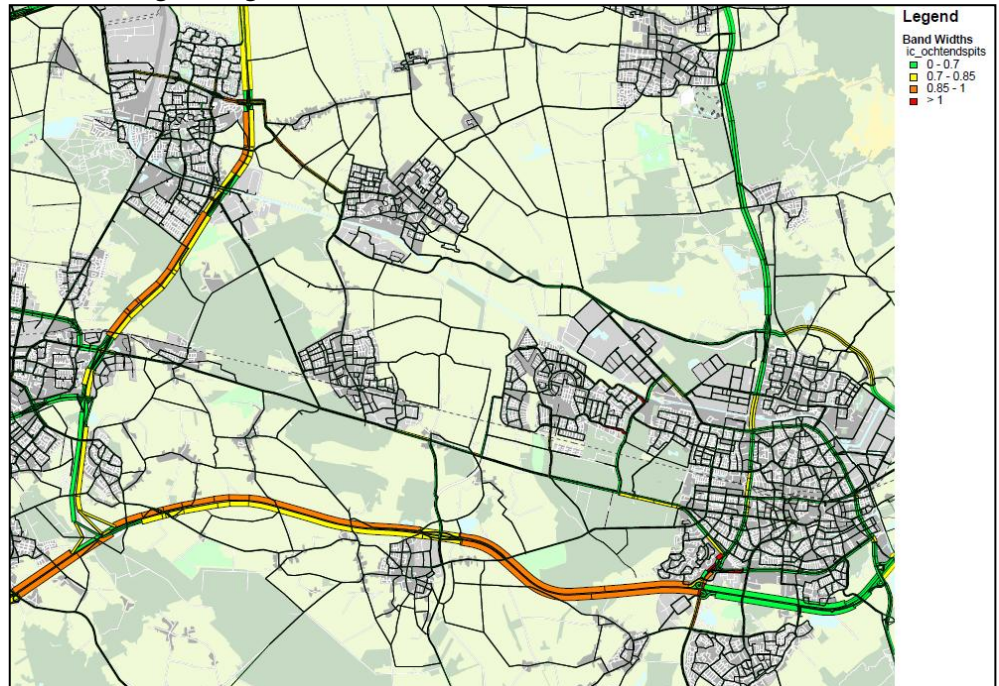 Legend
Band Widths
ic_ochtendspits
0 - 0.7
0.7 - 0.85
0.85 - 1
> 1